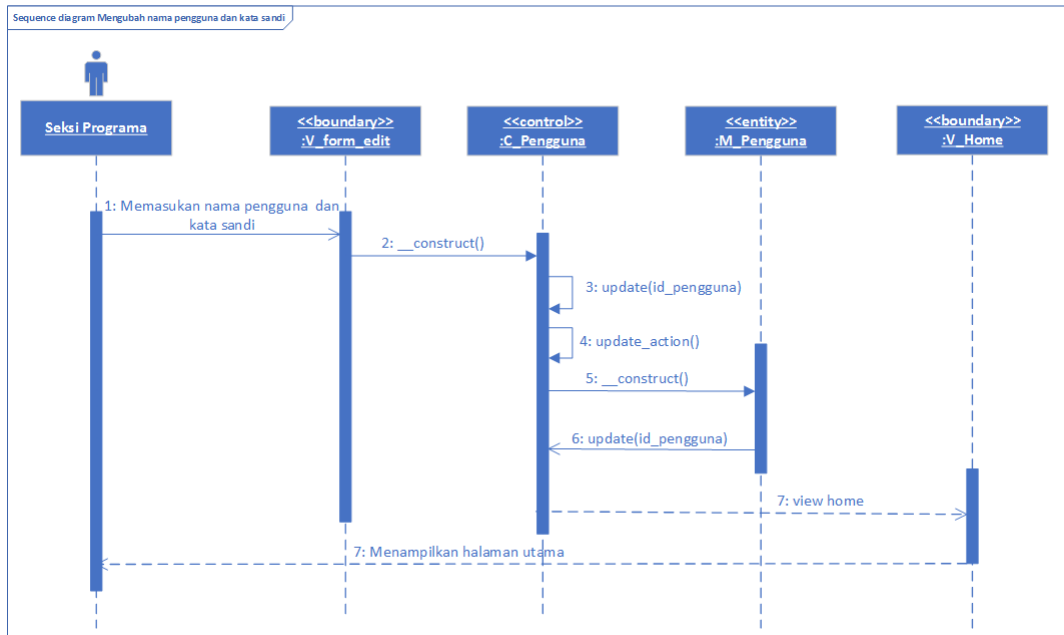 Sequence diagram Mengubah nama pengguna dan kata sandi
Seksi Programa
<<boundary>>
:V_form_edit
<<control>>
:C_Pengguna
<<entity>>
:M_Pengguna
<<boundary>>
:V_Home
1: Memasukan nama pengguna dan
kata sandi
2: __construct()
3: update(id_pengguna)
4: update_action()
5: __construct()
6: update(id_pengguna)
7: view home
7: Menampilkan halaman utama